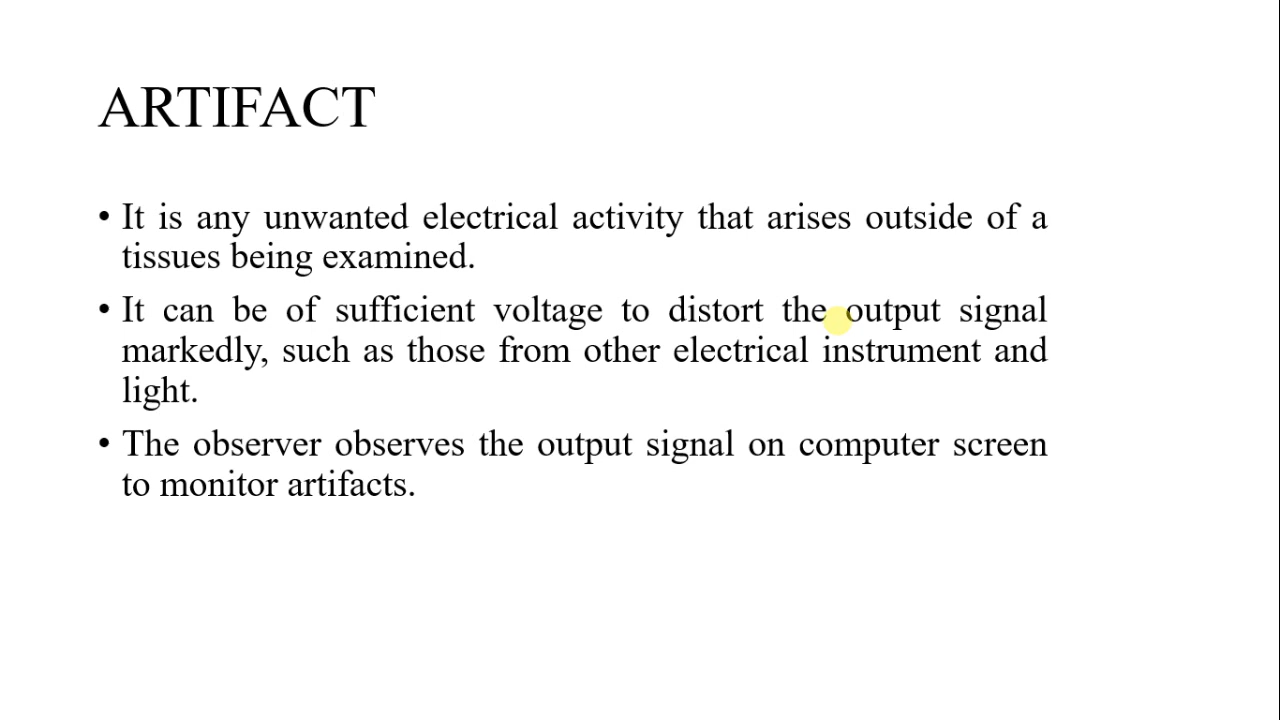 ARTIFACT
• It is any unwanted electrical activity that arises outside of a
tissues being examined.
• It can be of sufficient voltage to distort the output signal
markedly, such as those from other electrical instrument and
light.
• The observer observes the output signal on computer screen
to monitor artifacts.